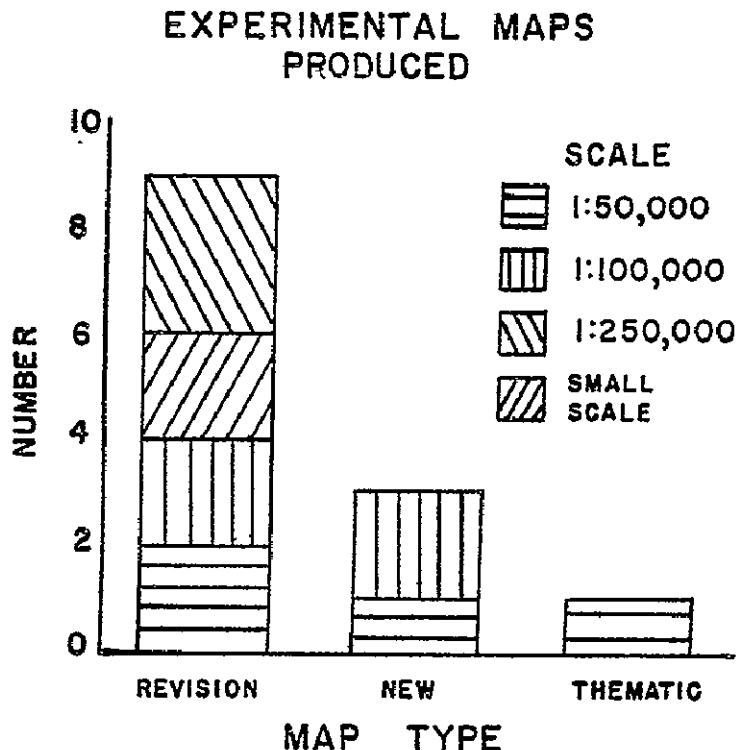 EXPERIMENTAL MAPS
PRODUCED
10
8
6
4
2
0
NUMBER
SCALE
1:50,000
1:100,000
1:250,000
SMALL
SCALE
REVISION NEW THEMATIC
MAP TYPE